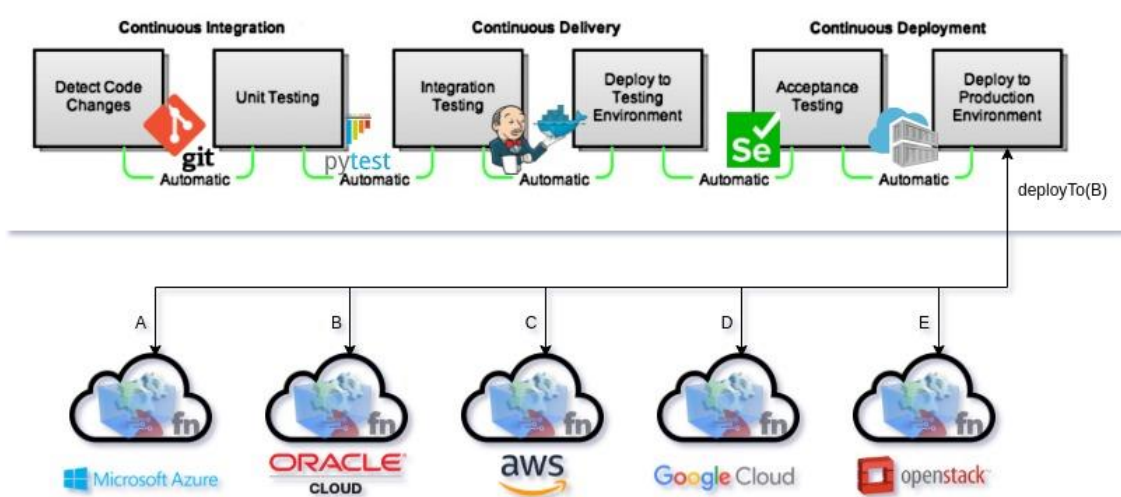 Continuous Integration
Continuous Delivery
Continuous Deployment
Detect Code
Changes
git
Unit Testing
pytest
Integration
Testing
Deploy to
Testing
Environment
Acceptance
Testing
Se
Deploy to
Production
Environment
Automatic
Automatic
Automatic
Automatic
Automatic
deployTo(B)
A
B
C
D
E
fn
fn
fn
fn
fn
Microsoft Azure
ORACLE
CLOUD
aws
Google Cloud
openstack